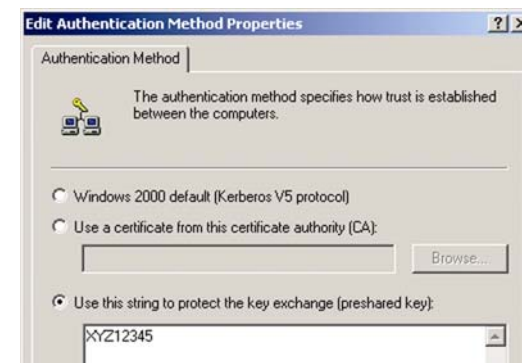 Edit Authentication Method Properties
Authentication Method
The authentication method specifies how trust is established
between the computers.
Windows 2000 default (Kerberos V5 protocol)
Use a certificate from this certificate authority (CA):
Browse...
Use this string to protect the key exchange (preshared key):
XYZ12345